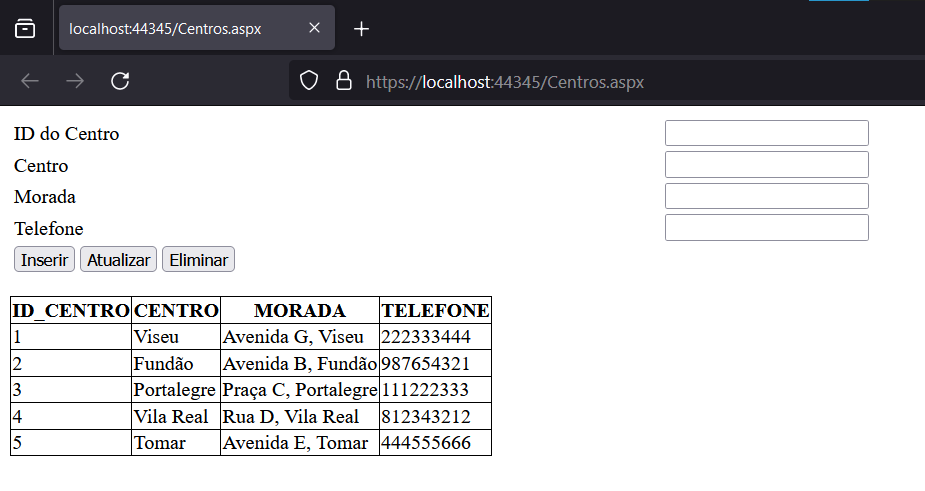 localhost:44345/Centros.aspx
https://localhost:44345/Centros.aspx
ID do Centro
Centro
Morada
Telefone
Inserir Atualizar Eliminar
ID_CENTRO CENTRO MORADA TELEFONE
1 Viseu Avenida G, Viseu 222333444
2 Fundão Avenida B, Fundão 987654321
3 Portalegre Praça C, Portalegre 111222333
4 Vila Real Rua D, Vila Real 812343212
5 Tomar Avenida E, Tomar 444555666